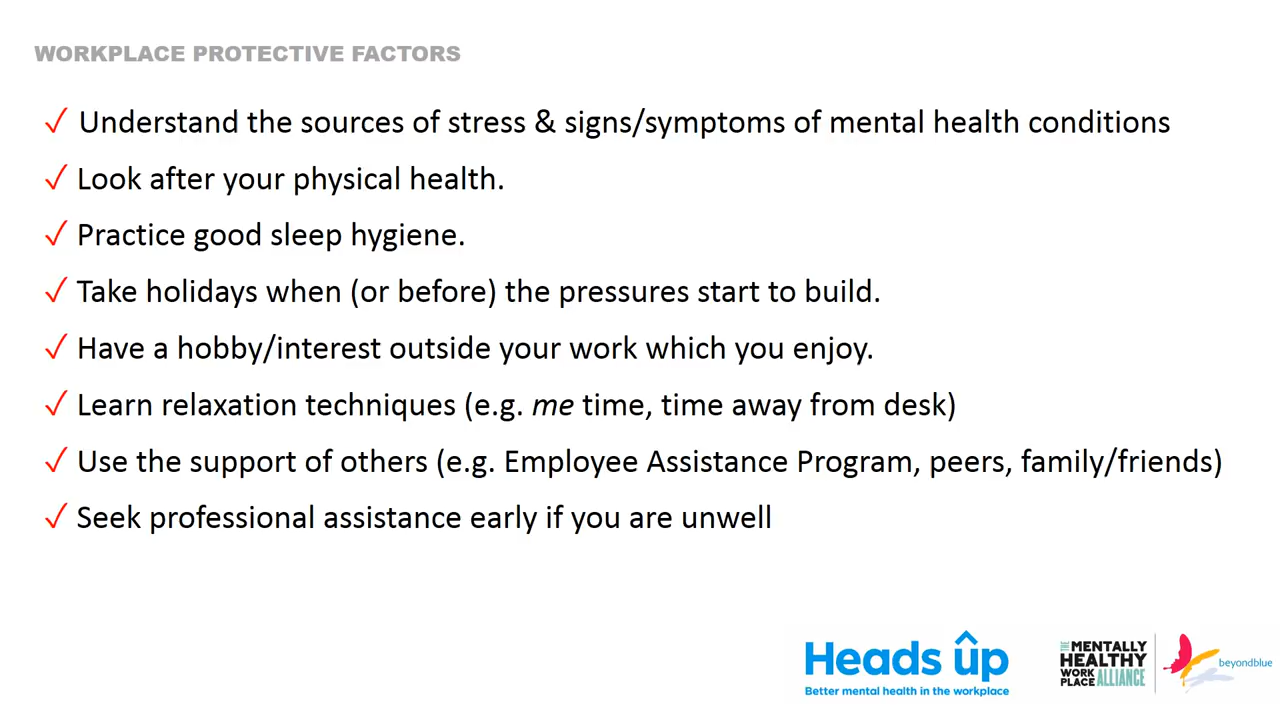 WORKPLACE PROTECTIVE FACTORS
✓ Understand the sources of stress & signs/symptoms of mental health conditions
✓ Look after your physical health.
✓ Practice good sleep hygiene.
✓ Take holidays when (or before) the pressures start to build.
✓ Have a hobby/interest outside your work which you enjoy.
✓ Learn relaxation techniques (e.g. me time, time away from desk)
✓ Use the support of others (e.g. Employee Assistance Program, peers, family/friends)
✓ Seek professional assistance early if you are unwell
Heads up
Better mental health in the workplace
THE MENTALLY
HEALTHY
WORK
PLACE ALLIANCE
beyondblue